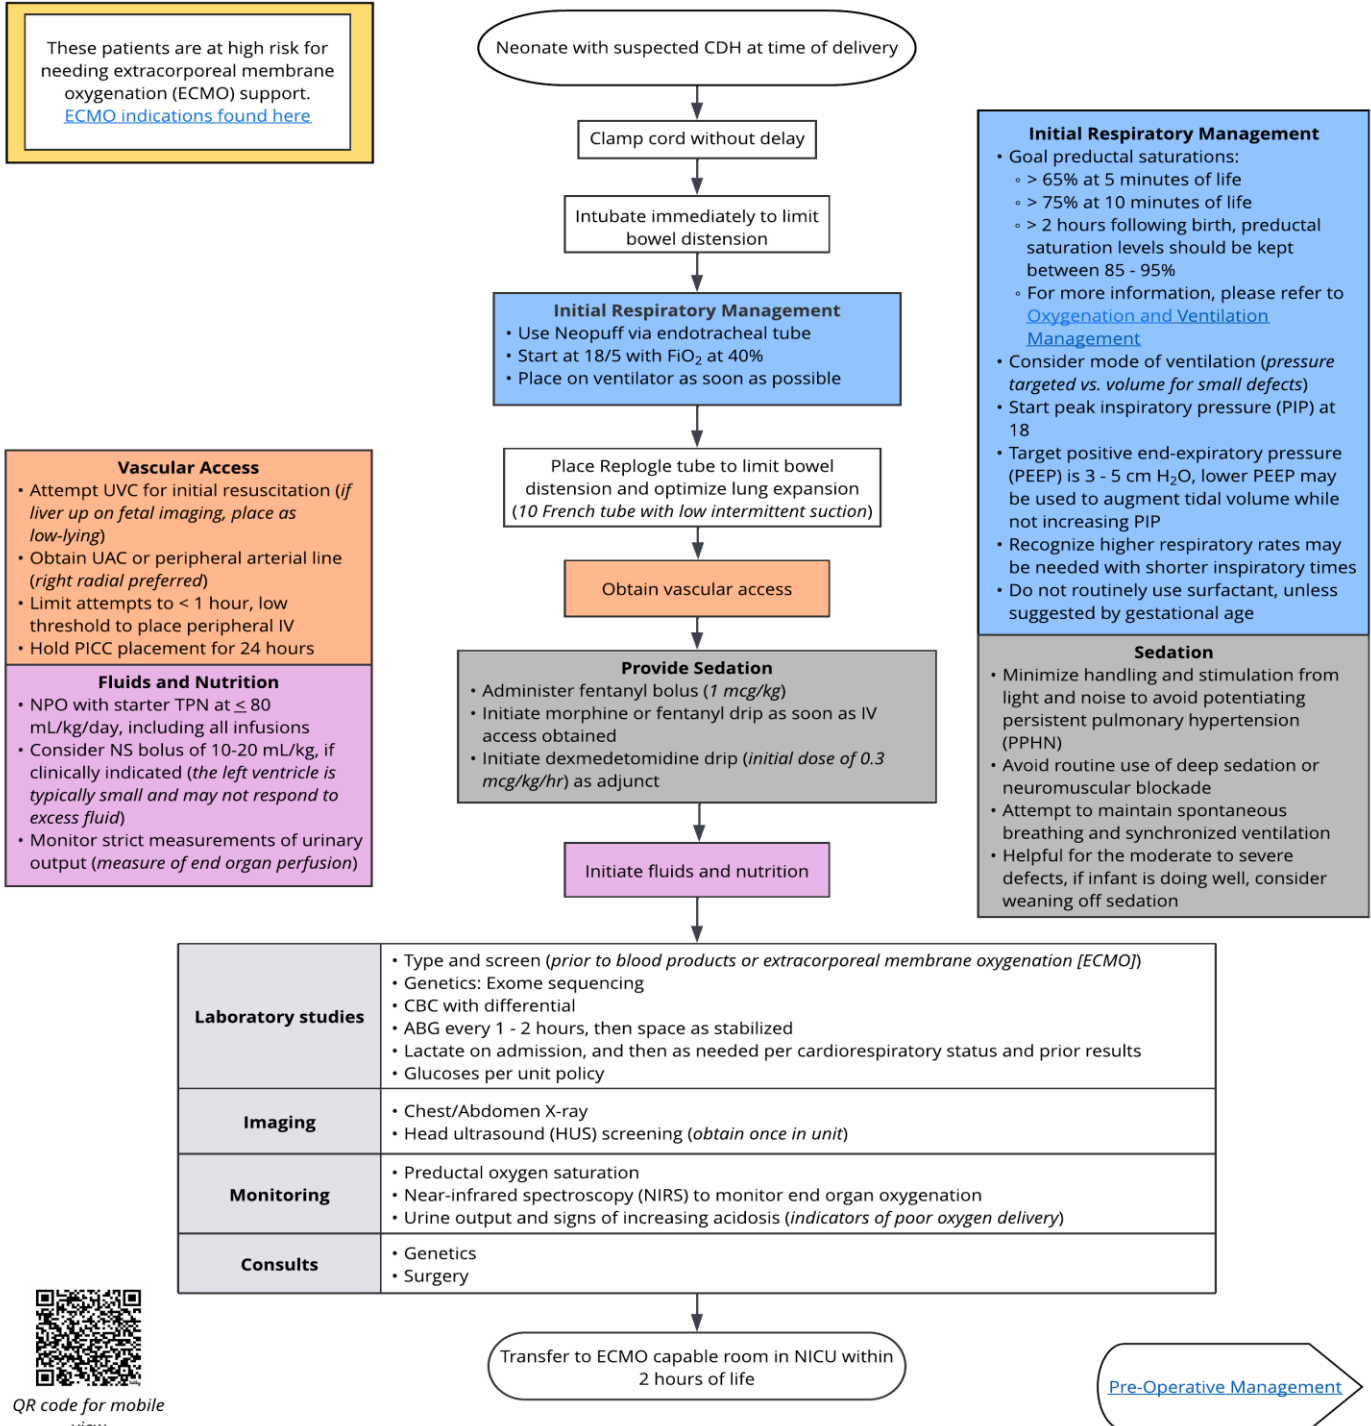 These patients are at high risk for
needing extracorporeal membrane
oxygenation (ECMO) support.
ECMO indications found here
Neonate with suspected CDH at time of delivery
Clamp cord without delay
Intubate immediately to limit
bowel distension
Initial Respiratory Management
• Use Neopuff via endotracheal tube
• Start at 18/5 with FiO₂ at 40%
• Place on ventilator as soon as possible
Place Replogle tube to limit bowel
distension and optimize lung expansion
(10 French tube with low intermittent suction)
Obtain vascular access
Provide Sedation
• Administer fentanyl bolus (1 mcg/kg)
• Initiate morphine or fentanyl drip as soon as IV
access obtained
• Initiate dexmedetomidine drip (initial dose of 0.3
mcg/kg/hr) as adjunct
Initiate fluids and nutrition
Initial Respiratory Management
• Goal preductal saturations:
◦ > 65% at 5 minutes of life
◦ > 75% at 10 minutes of life
◦ > 2 hours following birth, preductal
saturation levels should be kept
between 85 - 95%
◦ For more information, please refer to
Oxygenation and Ventilation
Management
• Consider mode of ventilation (pressure
targeted vs. volume for small defects)
• Start peak inspiratory pressure (PIP) at
18
• Target positive end-expiratory pressure
(PEEP) is 3 - 5 cm H₂O, lower PEEP may
be used to augment tidal volume while
not increasing PIP
• Recognize higher respiratory rates may
be needed with shorter inspiratory times
• Do not routinely use surfactant, unless
suggested by gestational age
Sedation
• Minimize handling and stimulation from
light and noise to avoid potentiating
persistent pulmonary hypertension
(PPHN)
• Avoid routine use of deep sedation or
neuromuscular blockade
• Attempt to maintain spontaneous
breathing and synchronized ventilation
• Helpful for the moderate to severe
defects, if infant is doing well, consider
weaning off sedation
Vascular Access
• Attempt UVC for initial resuscitation (if
liver up on fetal imaging, place as
low-lying)
• Obtain UAC or peripheral arterial line
(right radial preferred)
• Limit attempts to < 1 hour, low
threshold to place peripheral IV
• Hold PICC placement for 24 hours
Fluids and Nutrition
• NPO with starter TPN at ≤ 80
mL/kg/day, including all infusions
• Consider NS bolus of 10-20 mL/kg, if
clinically indicated (the left ventricle is
typically small and may not respond to
excess fluid)
• Monitor strict measurements of urinary
output (measure of end organ perfusion)
Laboratory studies
• Type and screen (prior to blood products or extracorporeal membrane oxygenation [ECMO])
• Genetics: Exome sequencing
• CBC with differential
• ABG every 1 - 2 hours, then space as stabilized
• Lactate on admission, and then as needed per cardiorespiratory status and prior results
• Glucoses per unit policy
Imaging
• Chest/Abdomen X-ray
• Head ultrasound (HUS) screening (obtain once in unit)
Monitoring
• Preductal oxygen saturation
• Near-infrared spectroscopy (NIRS) to monitor end organ oxygenation
• Urine output and signs of increasing acidosis (indicators of poor oxygen delivery)
Consults
• Genetics
• Surgery
Transfer to ECMO capable room in NICU within
2 hours of life
Pre-Operative Management
QR code for mobile
view